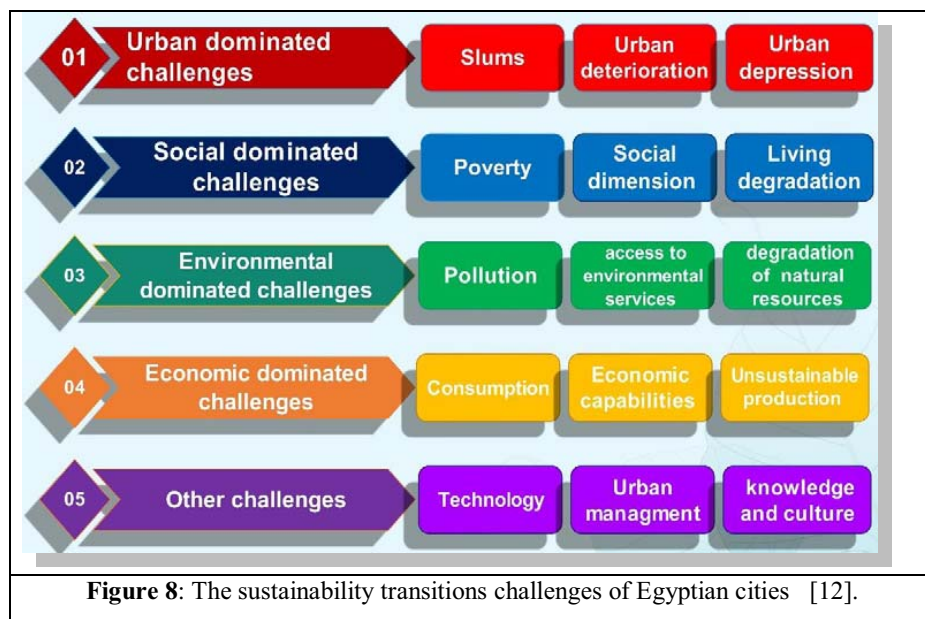 01
Urban dominated
challenges
Slums
Urban
deterioration
Urban
depression
02
Social dominated
challenges
Poverty
Social
dimension
Living
degradation
03
Environmental
dominated challenges
Pollution
access to
environmental
services
degradation
of natural
resources
04
Economic dominated
challenges
Consumption
Economic
capabilities
Unsustainable
production
05
Other challenges
Technology
Urban
managment
knowledge
and culture
Figure 8: The sustainability transitions challenges of Egyptian cities [12].